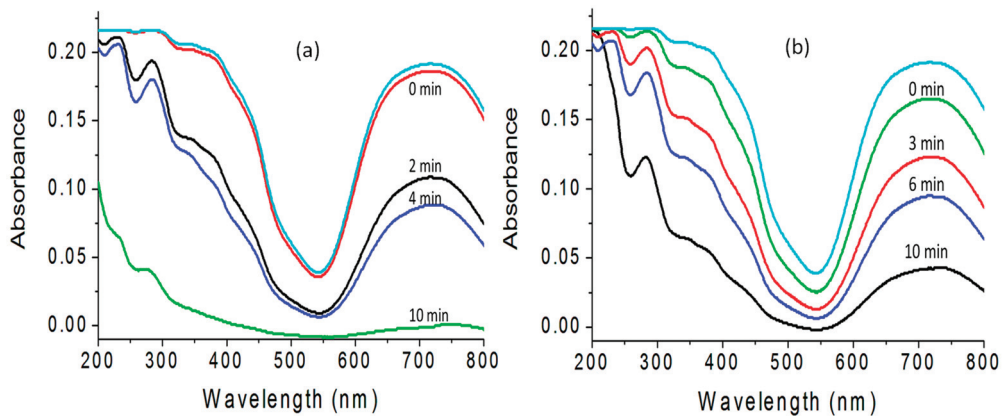 (a)
Absorbance
0.20
0.15
0.10
0.05
0.00
0 min
2 min
4 min
10 min
200 300 400 500 600 700 800
Wavelength (nm)
(b)
Absorbance
0.20
0.15
0.10
0.05
0.00
0 min
3 min
6 min
10 min
200 300 400 500 600 700 800
Wavelength (nm)